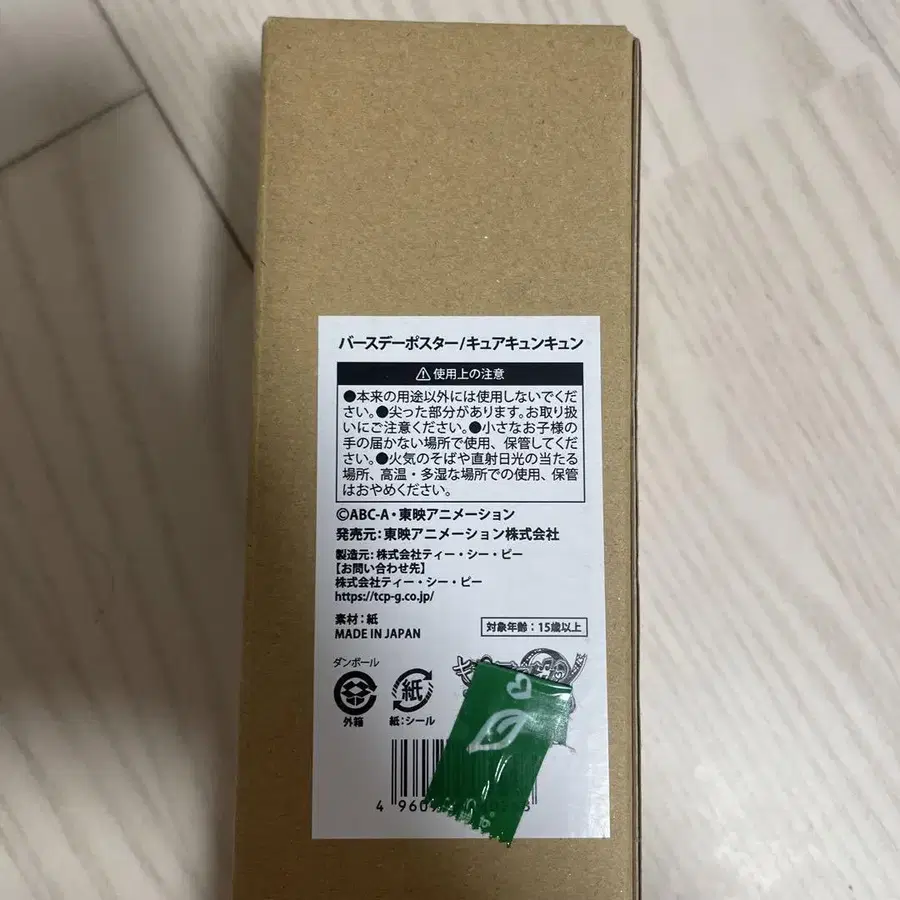 バースデーポスター/キュアキュンキュン
⚠使用上の注意
●本来の用途以外には使用しないでくだ
さい。●尖った部分があります。お取り扱
いにご注意ください。●小さなお子様の
手の届かない場所で使用、保管してくだ
さい。●火気のそばや直射日光の当たる
場所、高温・多湿な場所での使用、保管
はおやめください。
©ABC-A・東映アニメーション
発売元:東映アニメーション株式会社
製造元:株式会社ティー・シー・ピー
【お問い合わせ先】
株式会社ティー・シー・ピー
https://tcp-g.co.jp/
素材:紙
MADE IN JAPAN
対象年齢:15歳以上
ダンボール
外箱
紙
紙:シール
4 960